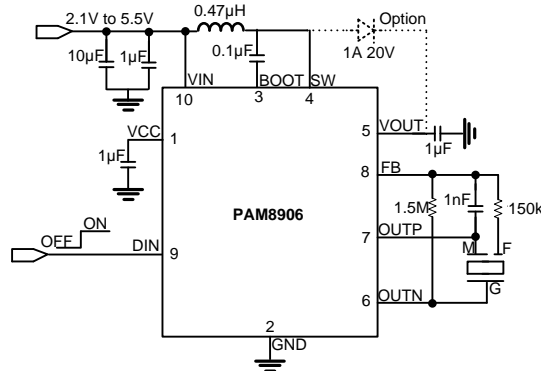 2.1V to 5.5V
0.47µH
Option
10µF
1µF
0.1µF
1A 20V
VIN
BOOT
SW
10
3
4
VCC
1
1µF
5
VOUT
1µF
8
FB
1.5M
1nF
150k
PAM8906
7
OUTP
M
F
G
OFF
ON
DIN
9
6
OUTN
2
GND